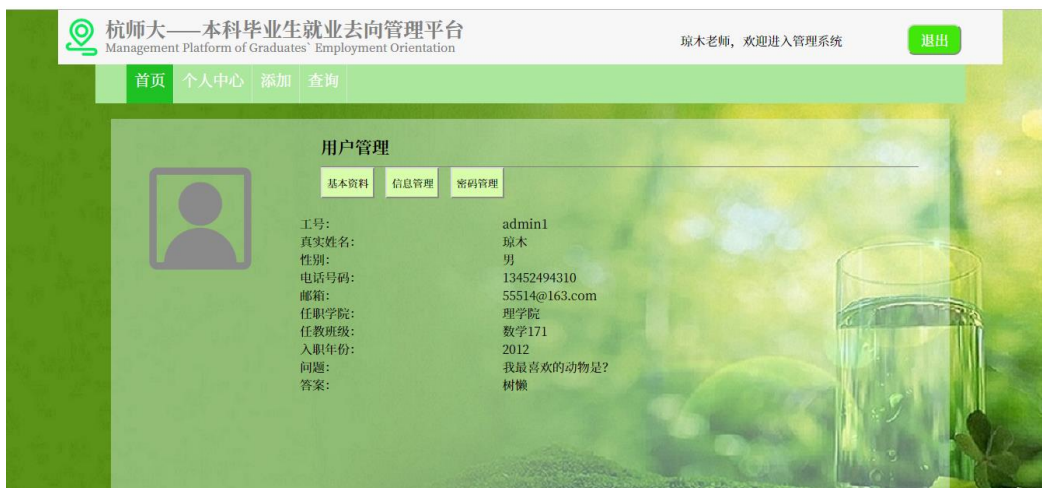 杭师大——本科毕业生就业去向管理平台
Management Platform of Graduates` Employment Orientation
琼木老师，欢迎进入管理系统
退出
首页 个人中心 添加 查询
用户管理
基本资料 信息管理 密码管理
工号： admin1
真实姓名： 琼木
性别： 男
电话号码： 13452494310
邮箱： 55514@163.com
任职学院： 理学院
任教班级： 数学171
入职年份： 2012
问题： 我最喜欢的动物是?
答案： 树懒